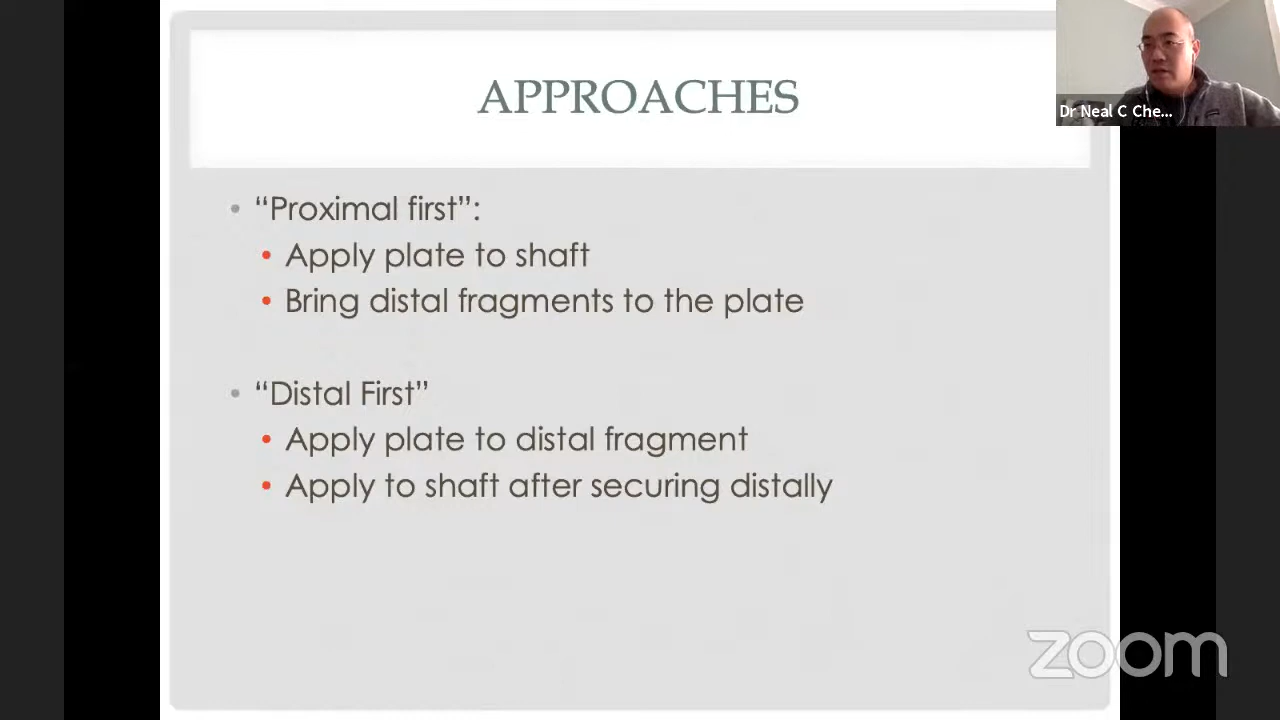 APPROACHES
Dr Neal C Che...
• “Proximal first”:
• Apply plate to shaft
• Bring distal fragments to the plate
• “Distal First”
• Apply plate to distal fragment
• Apply to shaft after securing distally
zoom